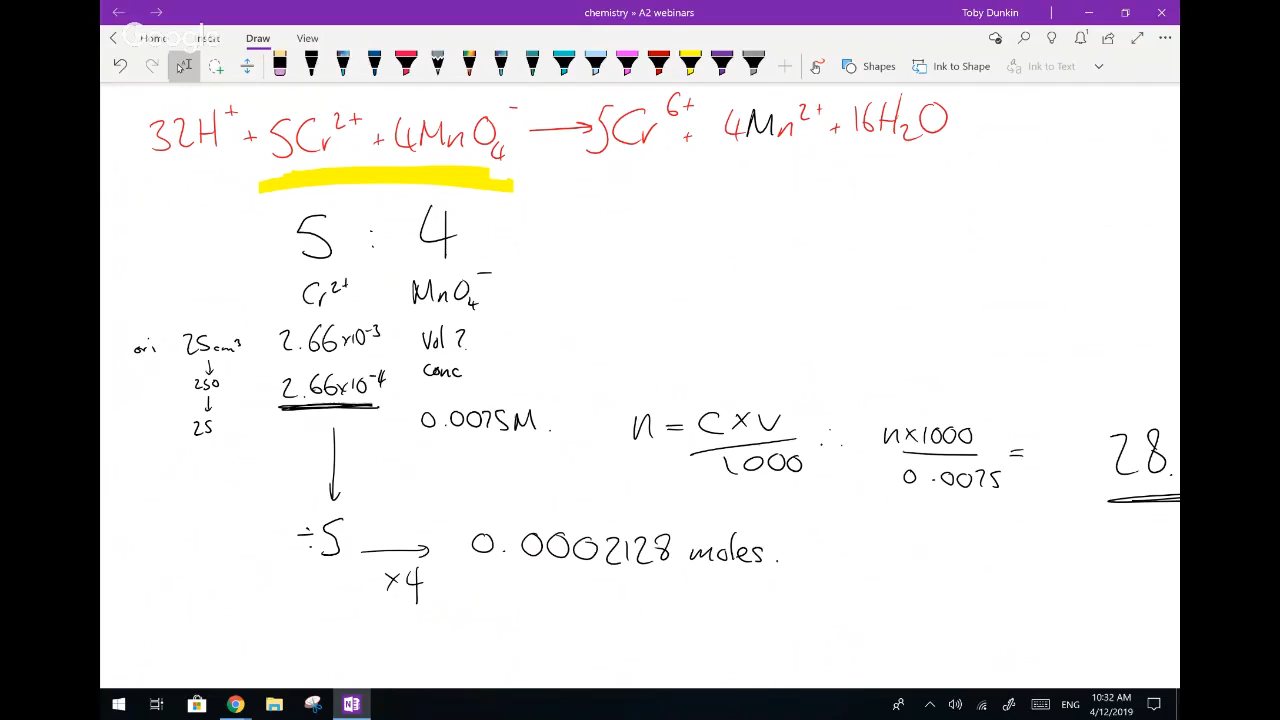 chemistry » A2 webinars
Toby Dunkin
Google
Home Insert Draw View
Shapes Ink to Shape Ink to Text
32H⁺ + 5Cr²⁺ + 4MnO₄⁻ → 5Cr⁶⁺ + 4Mn²⁺ + 16H₂O
5 : 4
Cr²⁺ MnO₄⁻
ori 25cm³ 2.66×10⁻³ Vol ?
↓ conc
250 2.66×10⁻⁴
↓
25 0.0075M.
n = C×V/1000 ∴ n×1000/0.0075 = 28.
÷5 → ×4 0.0002128 moles.
ENG
10:32 AM
4/12/2019